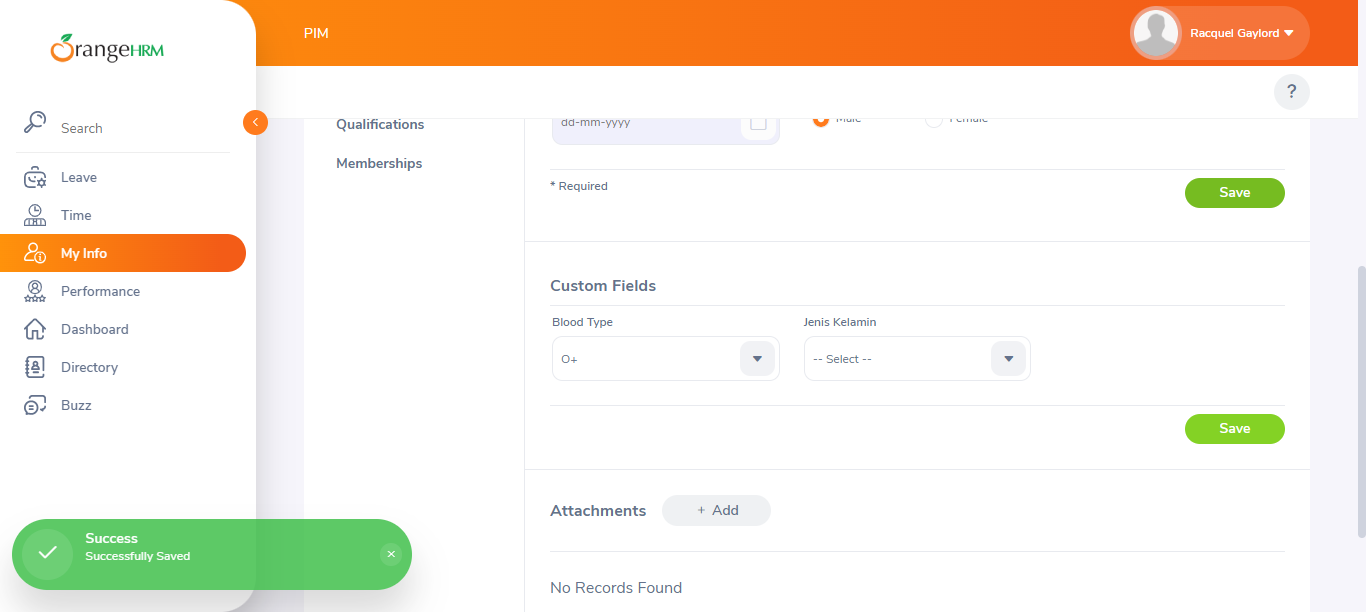 rangeHRM
PIM
Racquel Gaylord
?
Search
Leave
Time
My Info
Performance
Dashboard
Directory
Buzz
Qualifications
Memberships
dd-mm-yyyy
Male
Female
* Required
Save
Custom Fields
Blood Type
Jenis Kelamin
O+
-- Select --
Save
Attachments
+ Add
No Records Found
Success
Successfully Saved